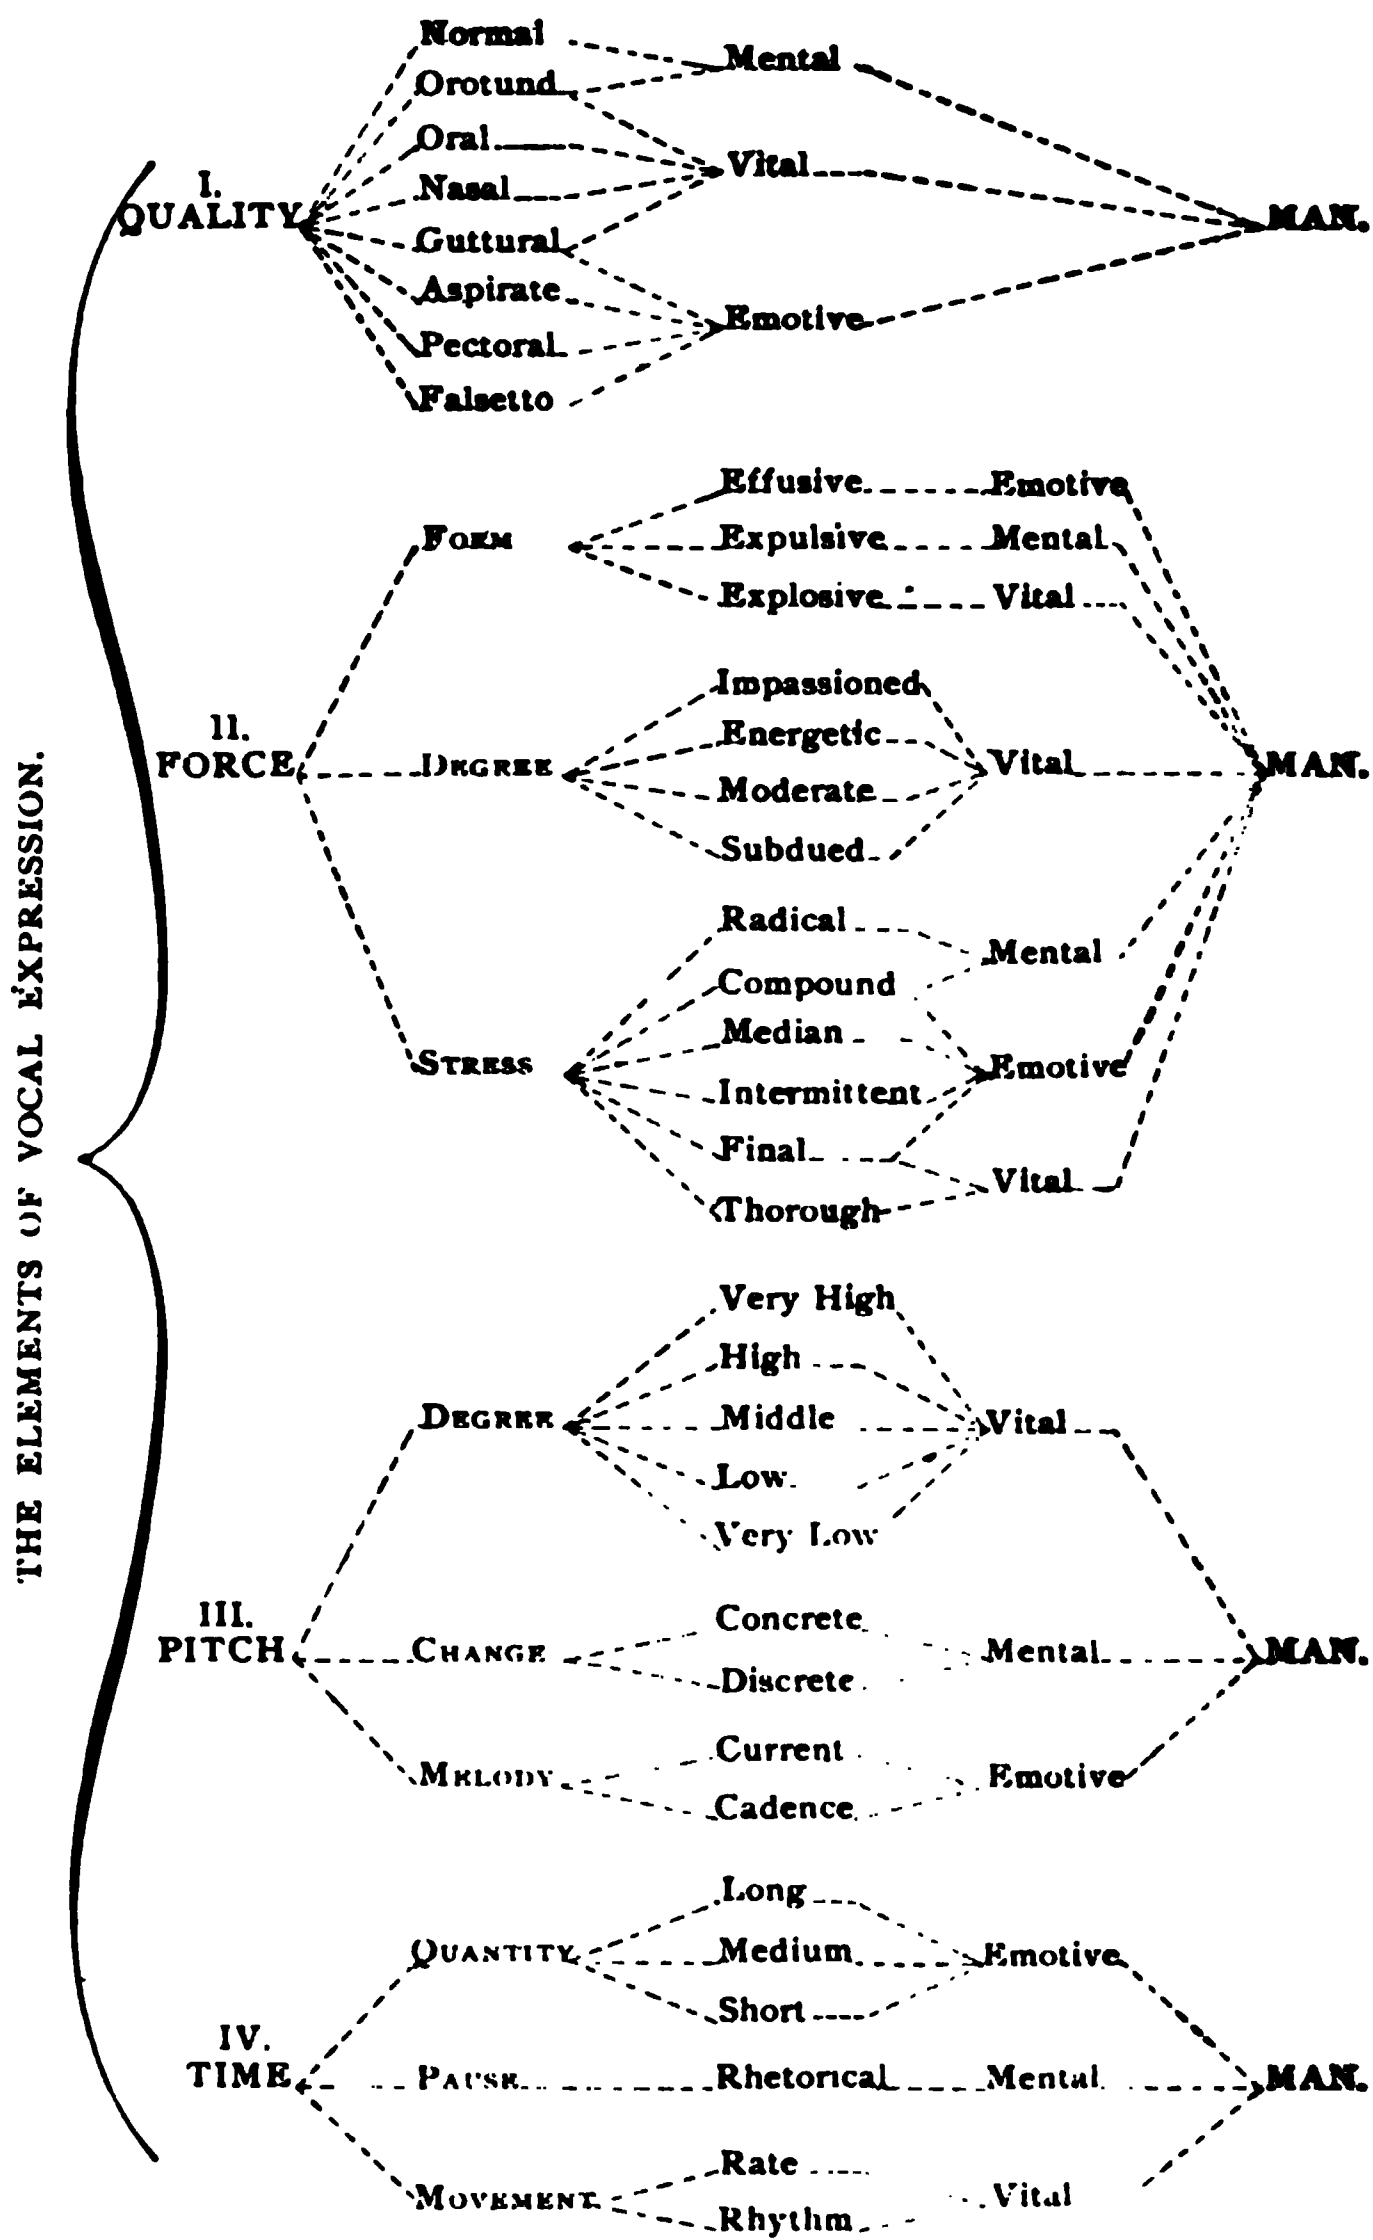 THE ELEMENTS OF VOCAL EXPRESSION.
I.
QUALITY
Normal
Orotund
Oral
Nasal
Guttural
Aspirate
Pectoral
Falsetto
Mental
Vital
Emotive
MAN.
II.
FORCE
FORM
Effusive
Emotive
Expulsive
Mental
Explosive
Vital
DEGREE
Impassioned
Energetic
Moderate
Subdued
Vital
MAN.
STRESS
Radical
Compound
Median
Intermittent
Final
Thorough
Mental
Emotive
Vital
III.
PITCH
DEGREE
Very High
High
Middle
Low
Very Low
Vital
CHANGE
Concrete
Discrete
Mental
MAN.
MELODY
Current
Cadence
Emotive
IV.
TIME
QUANTITY
Long
Medium
Short
Emotive
PAUSE
Rhetorical
Mental
MAN.
MOVEMENT
Rate
Rhythm
Vital